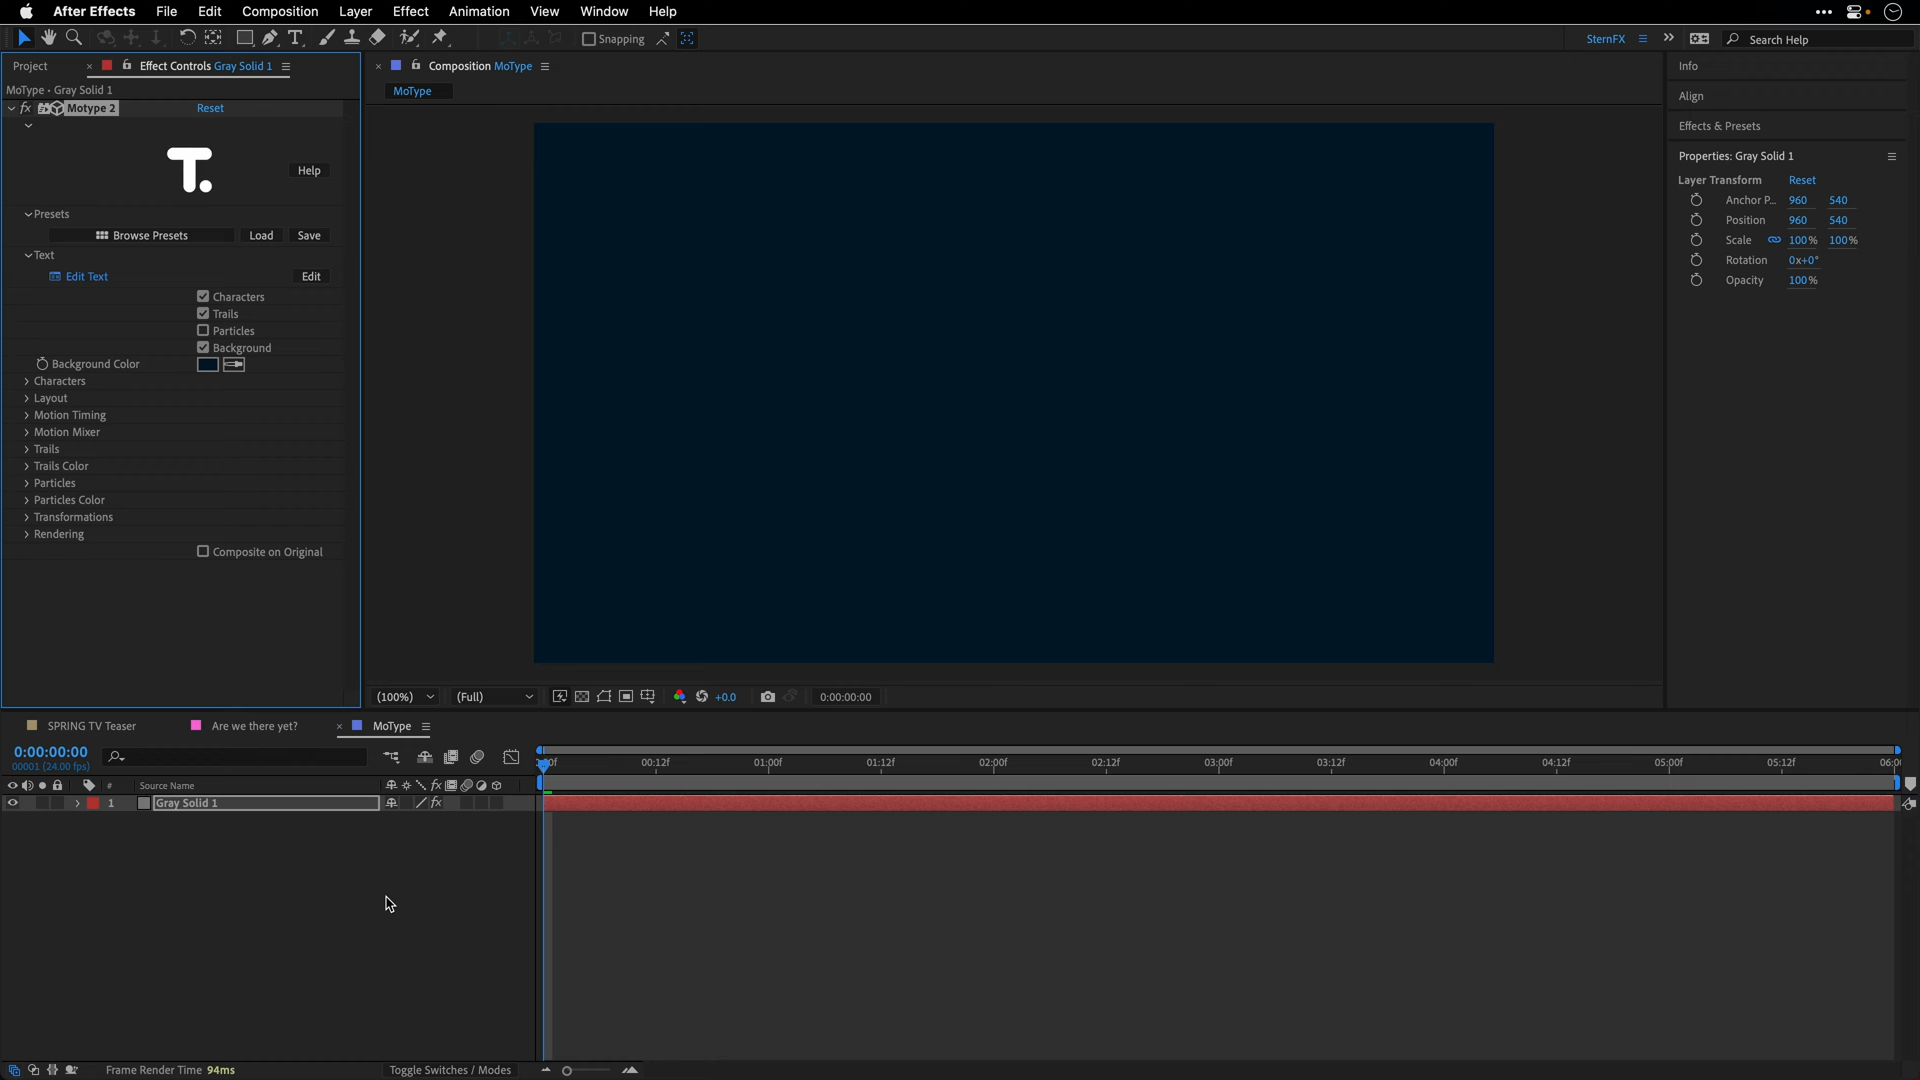 After Effects File Edit Composition Layer Effect Animation View Window Help
Snapping SternFX Search Help
Project Effect Controls Gray Solid 1
MoType • Gray Solid 1
fx Motype 2 Reset
T.
Help
Presets
Browse Presets Load Save
Text
Edit Text Edit
Characters
Trails
Particles
Background
Background Color
Characters
Layout
Motion Timing
Motion Mixer
Trails
Trails Color
Particles
Particles Color
Transformations
Rendering
Composite on Original
Composition MoType
MoType
(100%) (Full) +0.0 0:00:00:00
Info
Align
Effects & Presets
Properties: Gray Solid 1
Layer Transform Reset
Anchor P... 960 540
Position 960 540
Scale 100% 100%
Rotation 0x+0°
Opacity 100%
SPRING TV Teaser Are we there yet? MoType
0:00:00:00
00001 (24.00 fps)
00:12f 01:00f 01:12f 02:00f 02:12f 03:00f 03:12f 04:00f 04:12f 05:00f 05:12f
# Source Name fx
1 Gray Solid 1 fx
Frame Render Time 94ms Toggle Switches / Modes